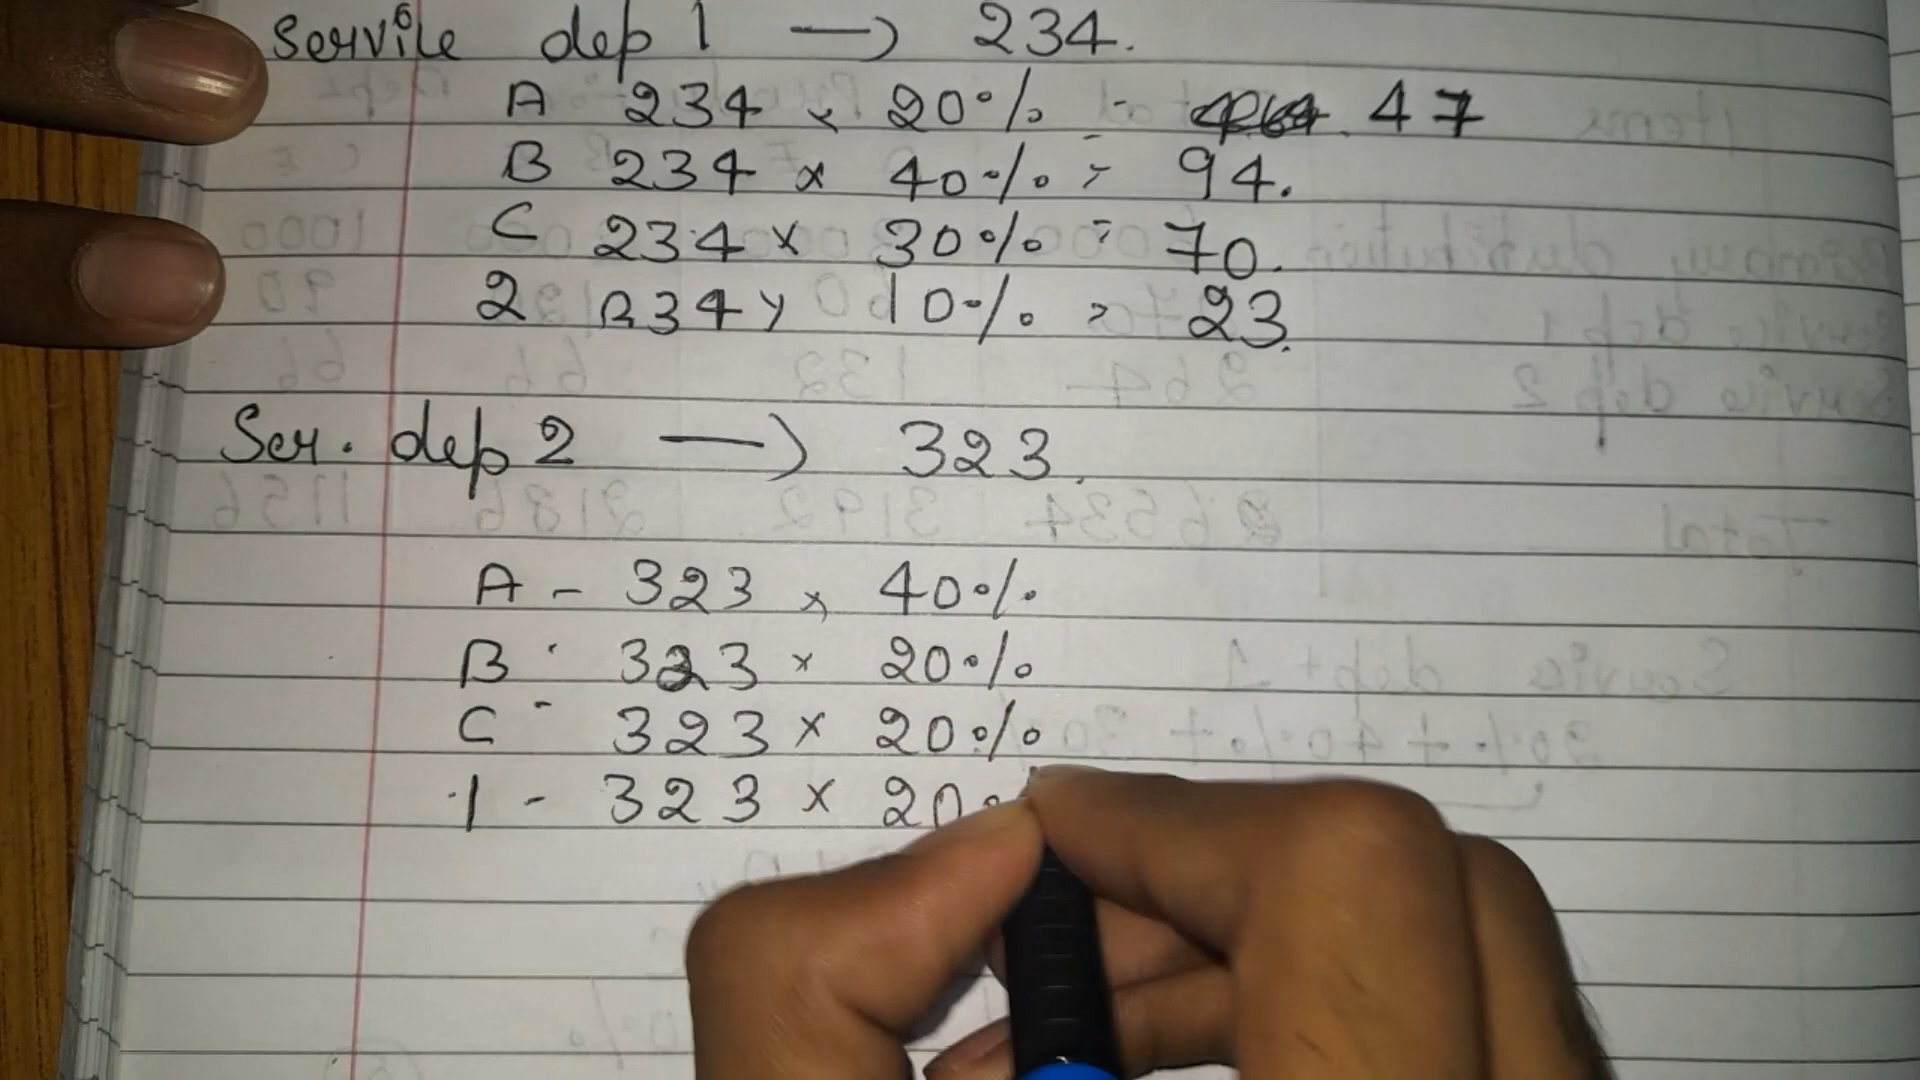 Service dep 1 —> 234.
A 234 x 20% - 47
B 234 x 40% = 94.
C 234 x 30% = 70.
2 234 x 10% = 23.
Ser. dep 2 —> 323.
A - 323 x 40%
B - 323 x 20%
C - 323 x 20%
1 - 323 x 20%